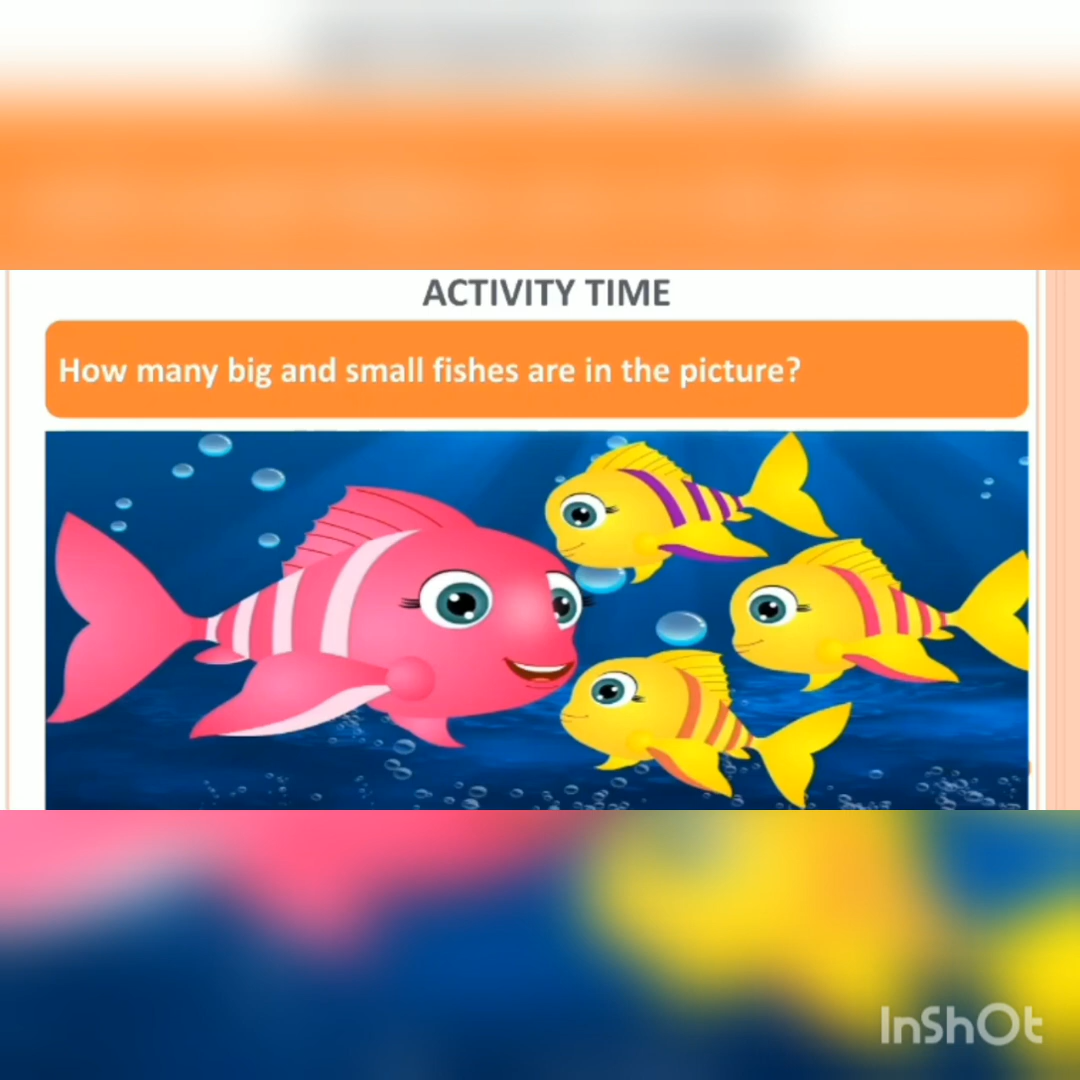 ACTIVITY TIME
How many big and small fishes are in the picture?
InShOt